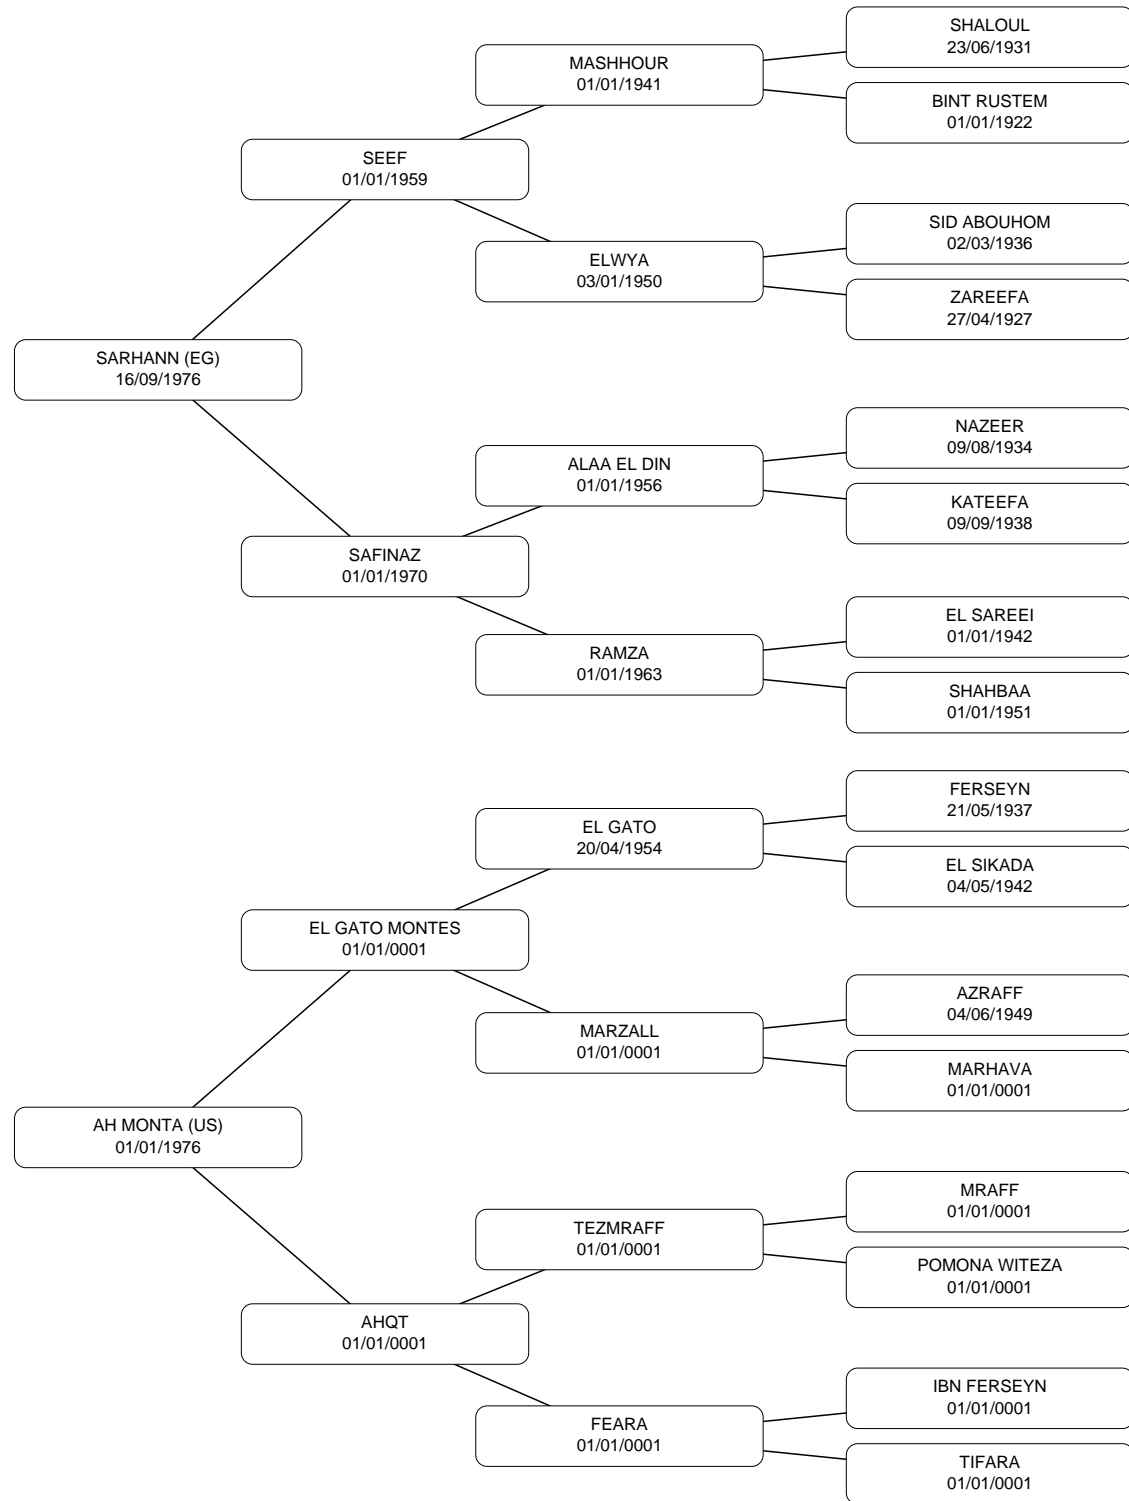 SHALOUL
23/06/1931
MASHHOUR
01/01/1941
BINT RUSTEM
01/01/1922
SEEF
01/01/1959
SID ABOUHOM
02/03/1936
ELWYA
03/01/1950
ZAREEFA
27/04/1927
SARHANN (EG)
16/09/1976
NAZEER
09/08/1934
ALAA EL DIN
01/01/1956
KATEEFA
09/09/1938
SAFINAZ
01/01/1970
EL SAREEI
01/01/1942
RAMZA
01/01/1963
SHAHBAA
01/01/1951
FERSEYN
21/05/1937
EL GATO
20/04/1954
EL SIKADA
04/05/1942
EL GATO MONTES
01/01/0001
AZRAFF
04/06/1949
MARZALL
01/01/0001
MARHAVA
01/01/0001
AH MONTA (US)
01/01/1976
MRAFF
01/01/0001
TEZMRAFF
01/01/0001
POMONA WITEZA
01/01/0001
AHQT
01/01/0001
IBN FERSEYN
01/01/0001
FEARA
01/01/0001
TIFARA
01/01/0001